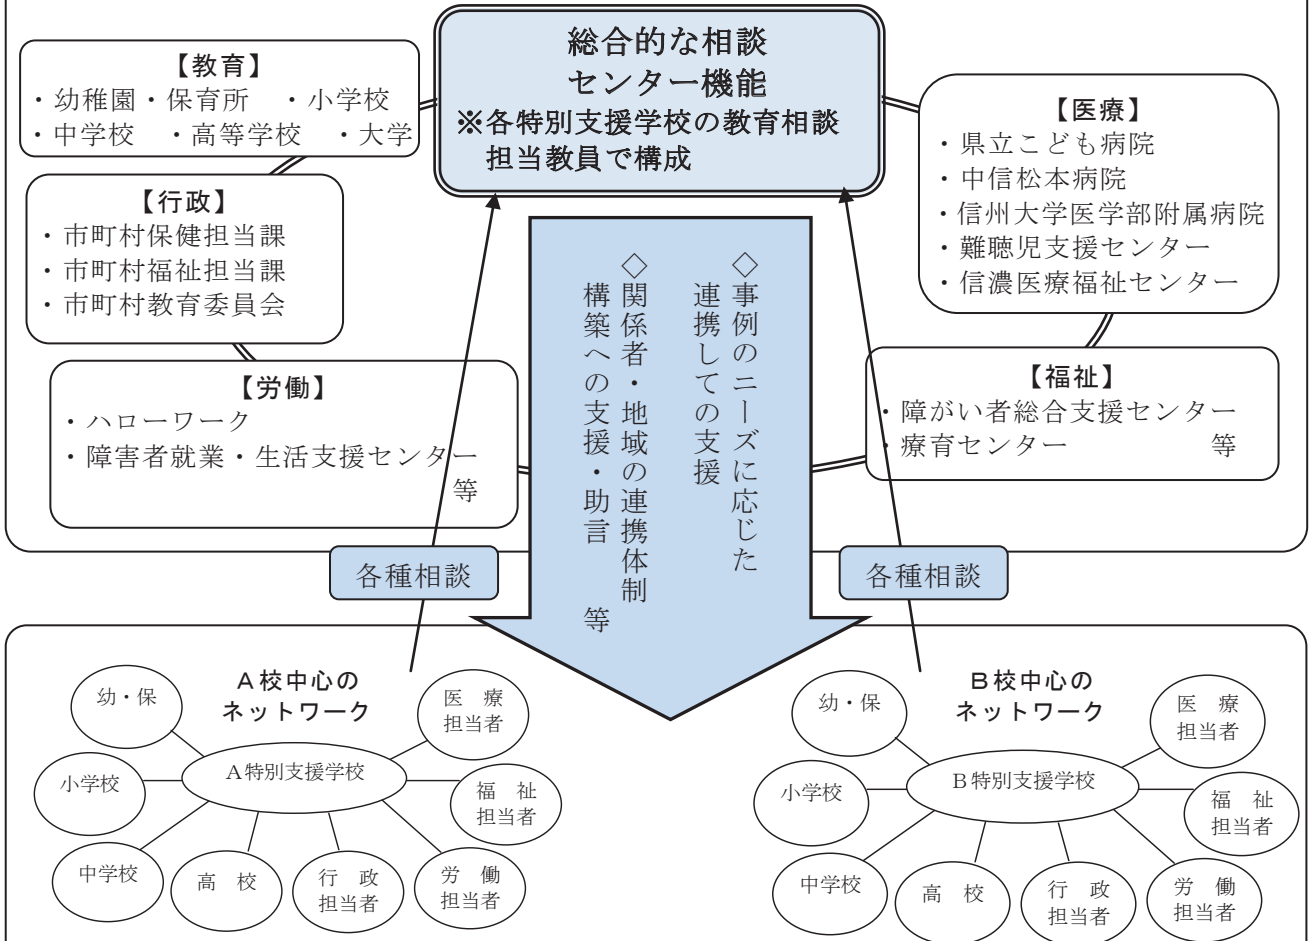 総合的な相談
センター機能
※各特別支援学校の教育相談
担当教員で構成
【教育】
・幼稚園・保育所　・小学校
・中学校　・高等学校　・大学
【行政】
・市町村保健担当課
・市町村福祉担当課
・市町村教育委員会
【労働】
・ハローワーク
・障害者就業・生活支援センター
等
【医療】
・県立こども病院
・中信松本病院
・信州大学医学部附属病院
・難聴児支援センター
・信濃医療福祉センター
【福祉】
・障がい者総合支援センター
・療育センター　　　　　等
◇事例のニーズに応じた
連携しての支援
◇関係者・地域の連携体制
構築への支援・助言　等
各種相談
各種相談
A校中心の
ネットワーク
幼・保
小学校
中学校
高　校
行　政
担当者
労　働
担当者
福　祉
担当者
医　療
担当者
A特別支援学校
B校中心の
ネットワーク
幼・保
小学校
中学校
高　校
行　政
担当者
労　働
担当者
福　祉
担当者
医　療
担当者
B特別支援学校